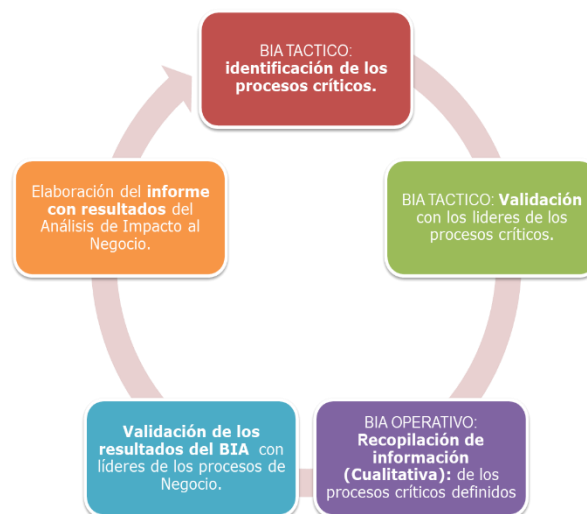 BIA TACTICO:
identificación de los
procesos críticos.
BIA TACTICO: Validación
con los lideres de los
procesos críticos.
BIA OPERATIVO:
Recopilación de
información
(Cualitativa): de los
procesos críticos definidos
Validación de los
resultados del BIA con
líderes de los procesos de
Negocio.
Elaboración del informe
con resultados del
Análisis de Impacto al
Negocio.